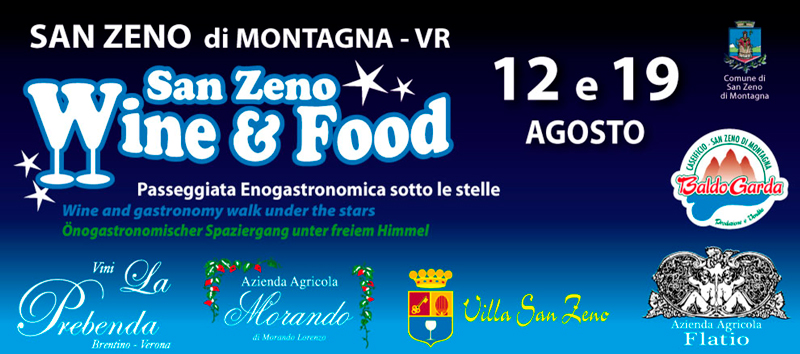 SAN ZENO di MONTAGNA - VR
San Zeno
Wine & Food
12 e 19
AGOSTO
Comune di
San Zeno
di Montagna
Passeggiata Enogastronomica sotto le stelle
Wine and gastronomy walk under the stars
Önogastronomischer Spaziergang unter freiem Himmel
CASEIFICIO - SAN ZENO DI MONTAGNA
Baldo Garda
Produzione e Vendita
Vini La
Prebenda
Brentino - Verona
Azienda Agricola
Morando
di Morando Lorenzo
Villa San Zeno
Azienda Agricola
Flatio